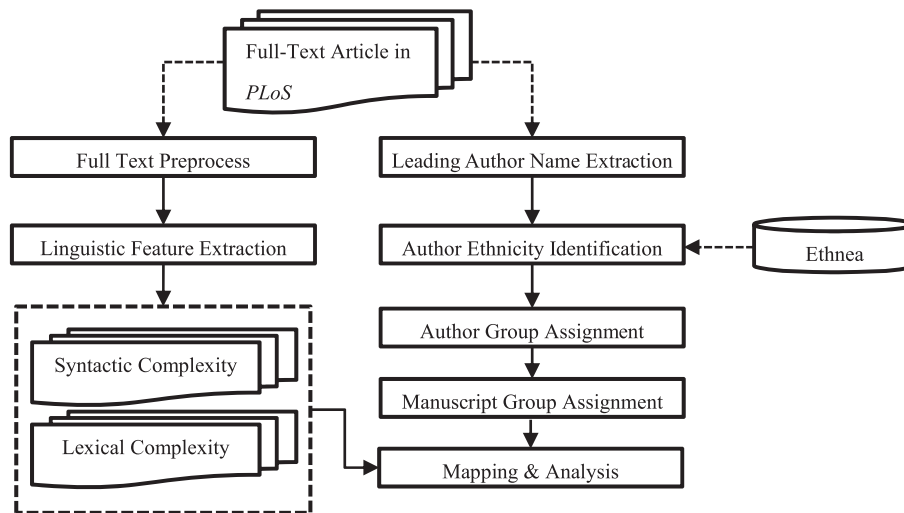 Full-Text Article in
PLoS
Full Text Preprocess
Leading Author Name Extraction
Linguistic Feature Extraction
Author Ethnicity Identification
Ethnea
Author Group Assignment
Syntactic Complexity
Manuscript Group Assignment
Lexical Complexity
Mapping & Analysis